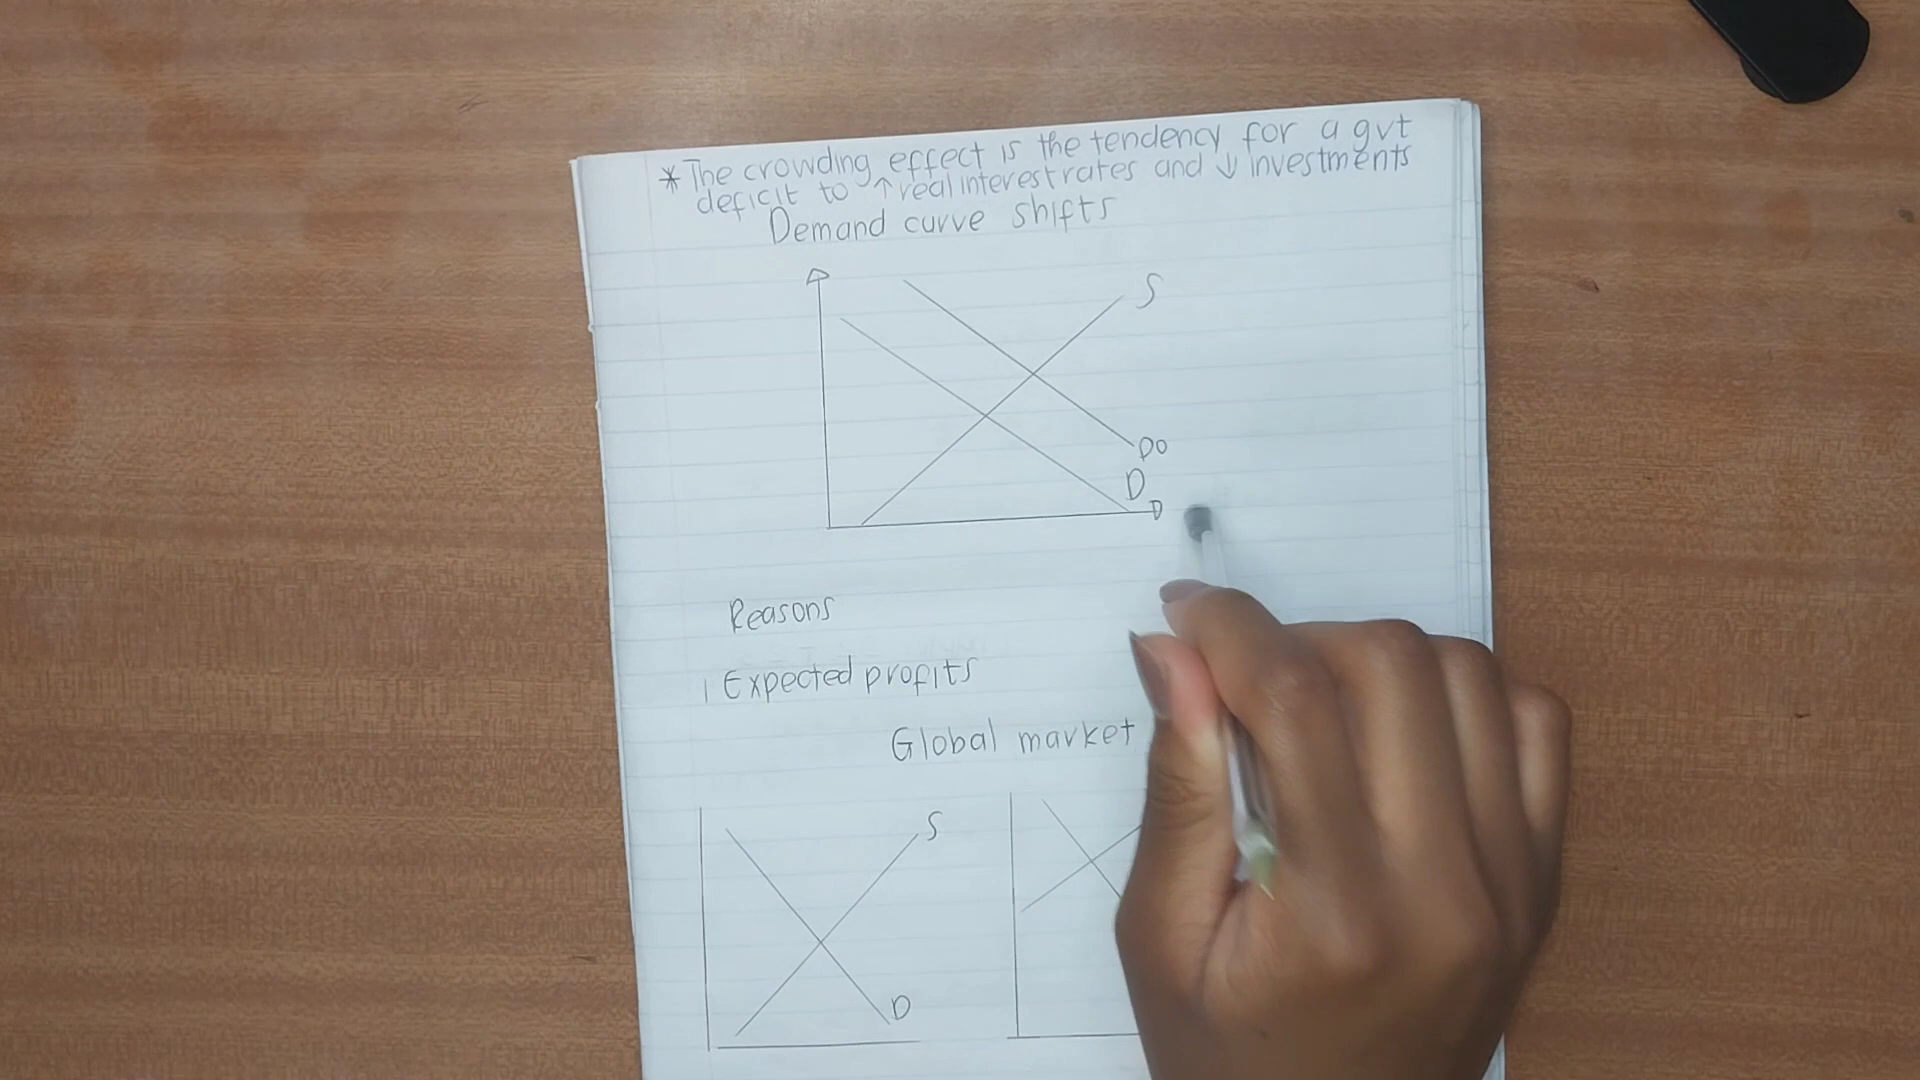 * The crowding effect is the tendency for a gvt
deficit to ↑ real interest rates and ↓ investments
Demand curve shifts
S
D0
D
Reasons
1 Expected profits
Global market
S
D